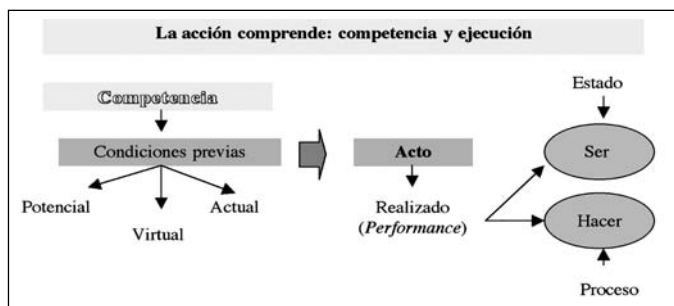 La acción comprende: competencia y ejecución
Competencia
Condiciones previas
Potencial
Virtual
Actual
Acto
Realizado
(Performance)
Estado
Ser
Hacer
Proceso